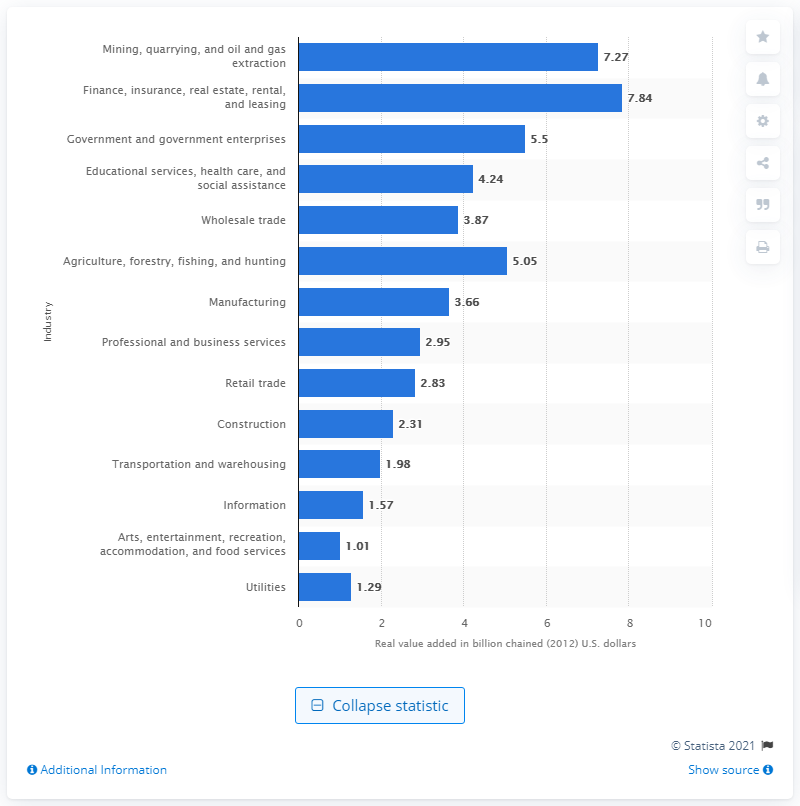 Mining, quarrying, and oil and gas
extraction
7.27
Finance, insurance, real estate, rental,
and leasing
7.84
Government and government enterprises
5.5
Educational services, health care, and
social assistance
4.24
Wholesale trade
3.87
Agriculture, forestry, fishing, and hunting
5.05
Manufacturing
3.66
Industry
Professional and business services
2.95
Retail trade
2.83
Construction
2.31
Transportation and warehousing
1.98
Information
1.57
Arts, entertainment, recreation,
accommodation, and food services
1.01
Utilities
1.29
0 2 4 6 8 10
Real value added in billion chained (2012) U.S. dollars
Collapse statistic
© Statista 2021
Additional Information
Show source